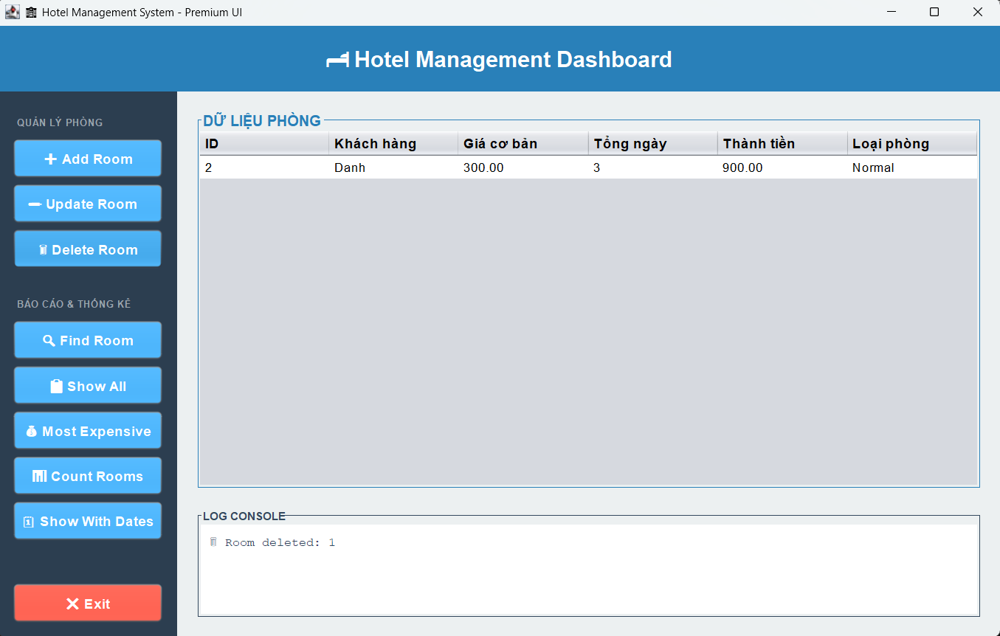 Hotel Management System - Premium UI
Hotel Management Dashboard
QUẢN LÝ PHÒNG
Add Room
Update Room
Delete Room
BÁO CÁO & THỐNG KÊ
Find Room
Show All
Most Expensive
Count Rooms
Show With Dates
Exit
DỮ LIỆU PHÒNG
ID Khách hàng Giá cơ bản Tổng ngày Thành tiền Loại phòng
2 Danh 300.00 3 900.00 Normal
LOG CONSOLE
Room deleted: 1